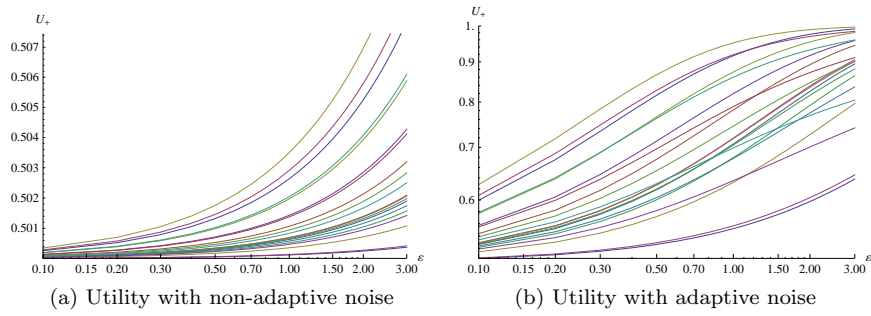 U+
0.507
0.506
0.505
0.504
0.503
0.502
0.501
0.10 0.15 0.20 0.30 0.50 0.70 1.00 1.50 2.00 3.00 ε
(a) Utility with non-adaptive noise
U+
1.
0.9
0.8
0.7
0.6
0.10 0.15 0.20 0.30 0.50 0.70 1.00 1.50 2.00 3.00 ε
(b) Utility with adaptive noise